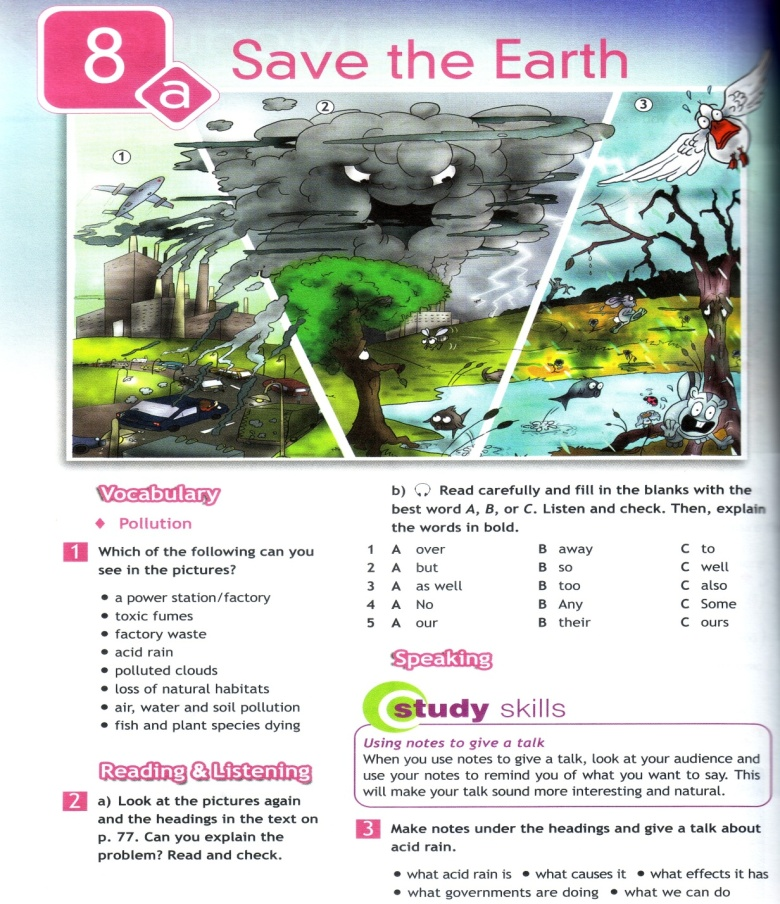 8
a
Save the Earth
1
2
3
Vocabulary
♦ Pollution
1 Which of the following can you
see in the pictures?
• a power station/factory
• toxic fumes
• factory waste
• acid rain
• polluted clouds
• loss of natural habitats
• air, water and soil pollution
• fish and plant species dying
Reading & Listening
2 a) Look at the pictures again
and the headings in the text on
p. 77. Can you explain the
problem? Read and check.
b) Read carefully and fill in the blanks with the
best word A, B, or C. Listen and check. Then, explain
the words in bold.
1 A over B away C to
2 A but B so C well
3 A as well B too C also
4 A No B Any C Some
5 A our B their C ours
Speaking
study skills
Using notes to give a talk
When you use notes to give a talk, look at your audience and
use your notes to remind you of what you want to say. This
will make your talk sound more interesting and natural.
3 Make notes under the headings and give a talk about
acid rain.
• what acid rain is • what causes it • what effects it has
• what governments are doing • what we can do